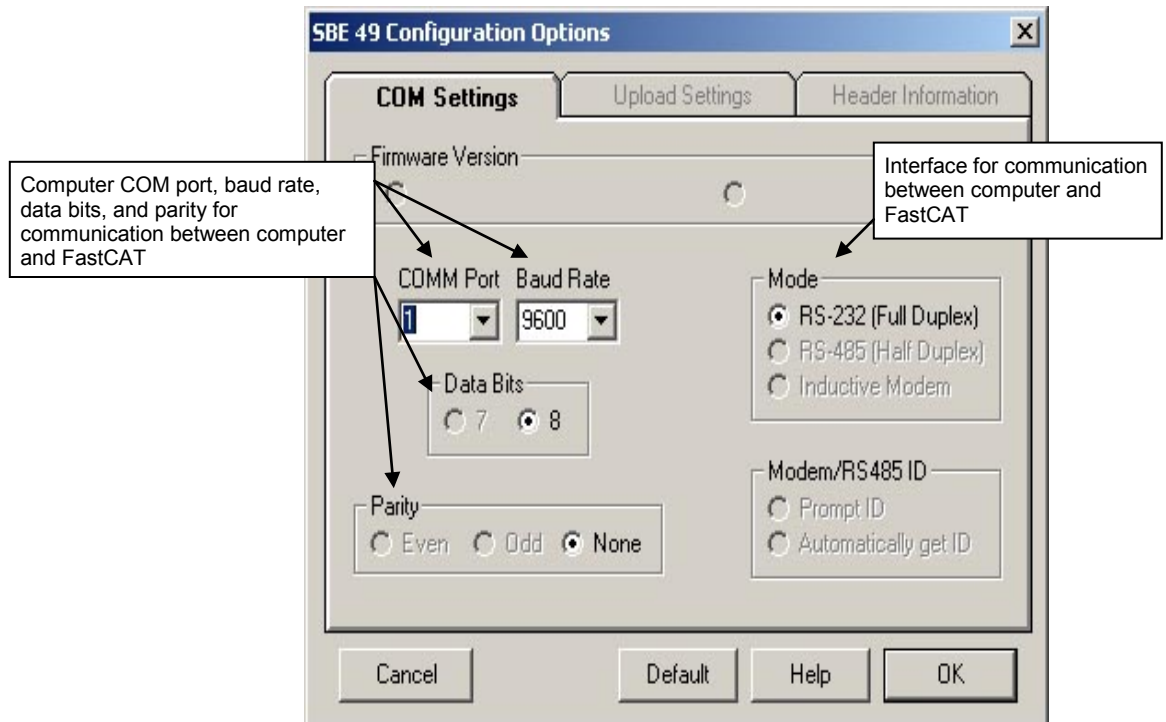 SBE 49 Configuration Options
COM Settings
Upload Settings
Header Information
Firmware Version
Computer COM port, baud rate,
data bits, and parity for
communication between computer
and FastCAT
Interface for communication
between computer and
FastCAT
COMM Port
Baud Rate
1
9600
Data Bits
7
8
Parity
Even
Odd
None
Mode
RS-232 (Full Duplex)
RS-485 (Half Duplex)
Inductive Modem
Modem/RS485 ID
Prompt ID
Automatically get ID
Cancel
Default
Help
OK